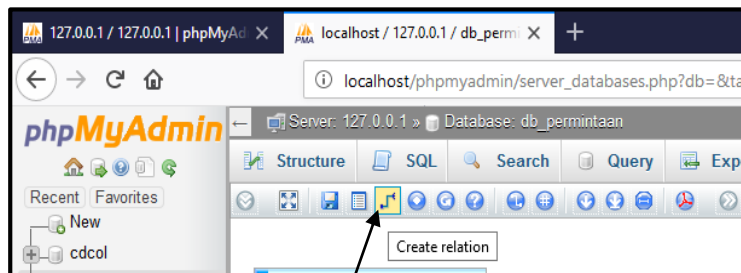 127.0.0.1 / 127.0.0.1 | phpMyAd
localhost / 127.0.0.1 / db_permi
localhost/phpmyadmin/server_databases.php?db=&ta
phpMyAdmin
Server: 127.0.0.1 » Database: db_permintaan
Structure SQL Search Query Exp
Recent Favorites
New
Create relation
cdcol